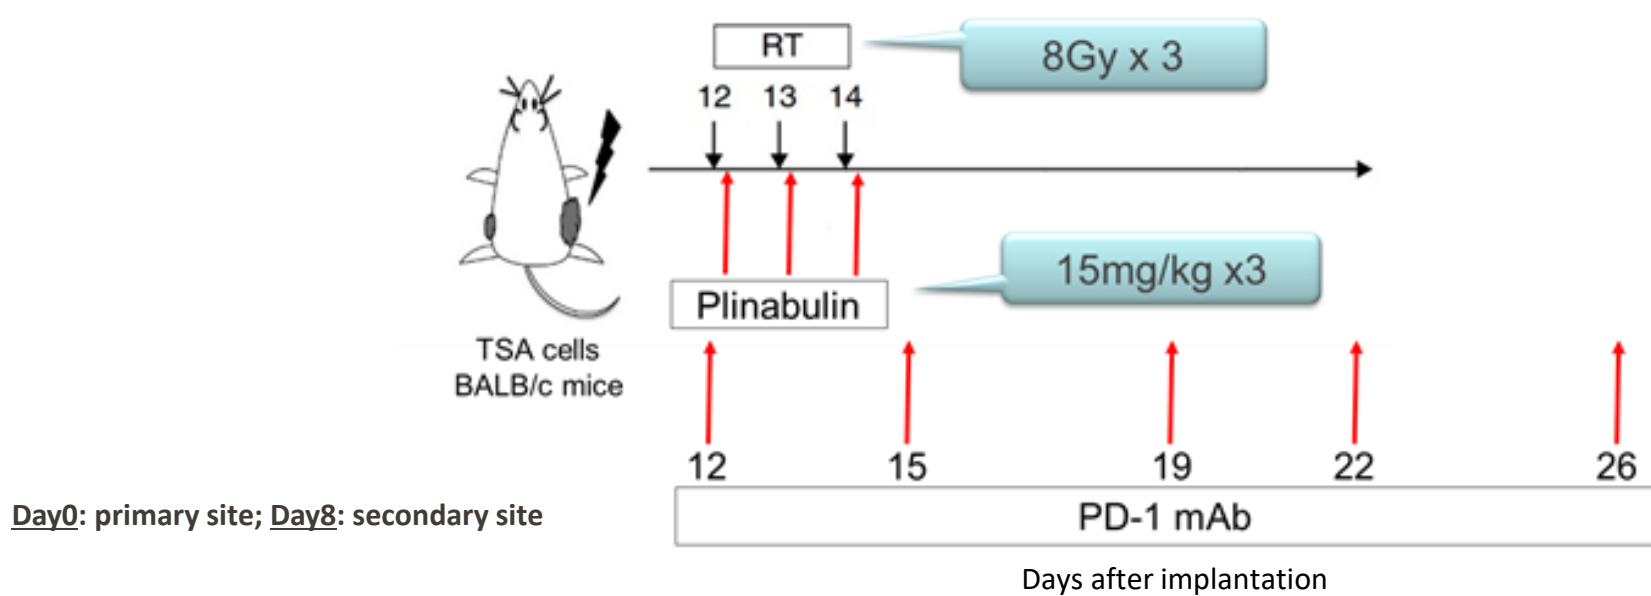 RT
8Gy x 3
12 13 14
15mg/kg x3
Plinabulin
TSA cells
BALB/c mice
12 15 19 22 26
Day0: primary site; Day8: secondary site
PD-1 mAb
Days after implantation